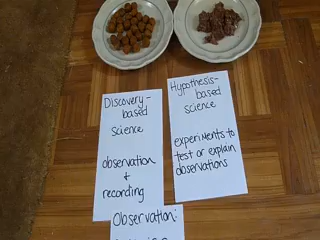 Discovery-
based
science
observation
+
recording
Hypothesis-
based
science
experiments to
test or explain
observations
Observation: